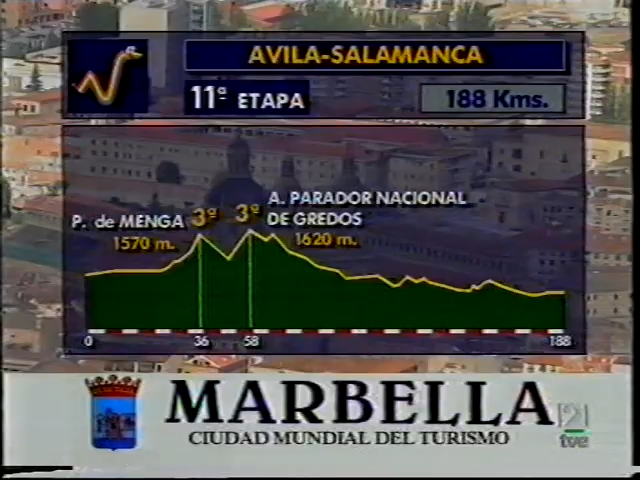 AVILA-SALAMANCA
11ª ETAPA
188 Kms.
A. PARADOR NACIONAL
P. de MENGA 3ª 3ª DE GREDOS
1570 m. 1620 m.
0 36 58 188
MARBELLA
CIUDAD MUNDIAL DEL TURISMO
2
tve